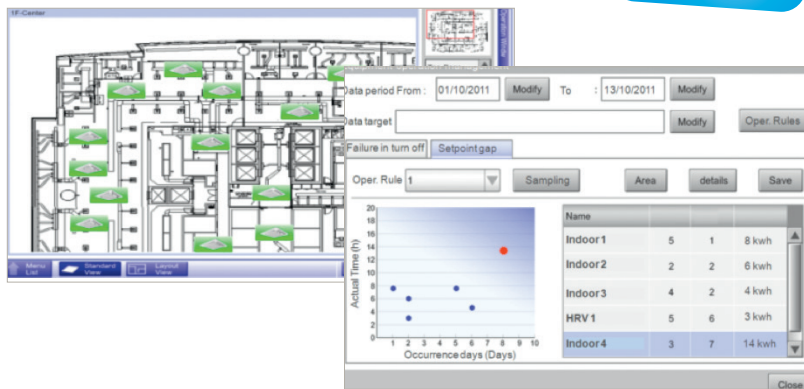 1F-Center
Menu List
Standard View
Layout View
Data period From : 01/10/2011 Modify To : 13/10/2011 Modify
Data target Modify Oper. Rules
Failure in turn off Setpoint gap
Oper. Rule 1 Sampling Area details Save
Actual Time (h)
20
18
16
14
12
10
8
6
4
2
0
1 2 3 4 5 6 7 8 9 10
Occurrence days (Days)
Name
Indoor1 5 1 8 kwh
Indoor2 2 2 6 kwh
Indoor3 4 2 4 kwh
HRV1 5 6 3 kwh
Indoor4 3 7 14 kwh
Close